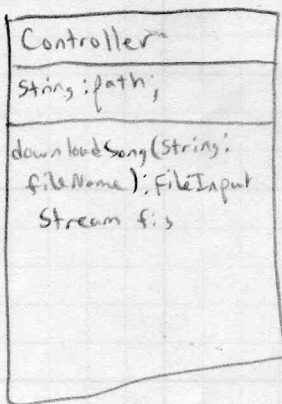 Controller
String:path;
downloadSong(String:
fileName):FileInput
Stream fis